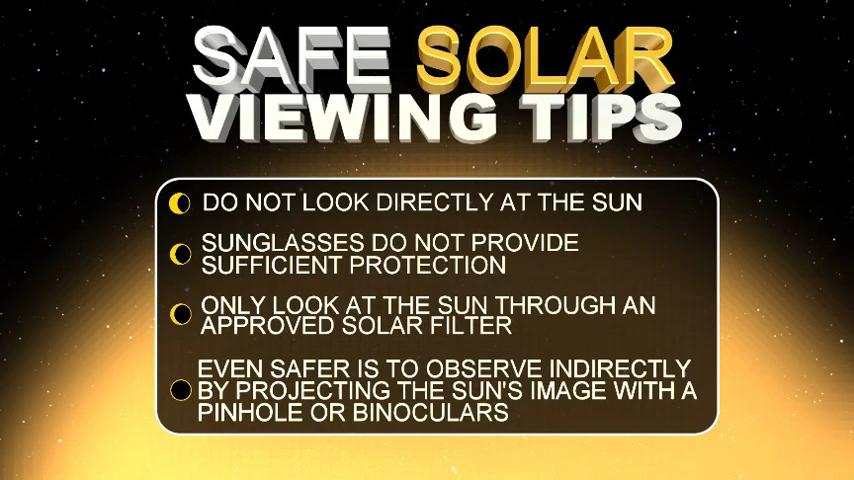 SAFE SOLAR
VIEWING TIPS
DO NOT LOOK DIRECTLY AT THE SUN
SUNGLASSES DO NOT PROVIDE
SUFFICIENT PROTECTION
ONLY LOOK AT THE SUN THROUGH AN
APPROVED SOLAR FILTER
EVEN SAFER IS TO OBSERVE INDIRECTLY
BY PROJECTING THE SUN'S IMAGE WITH A
PINHOLE OR BINOCULARS